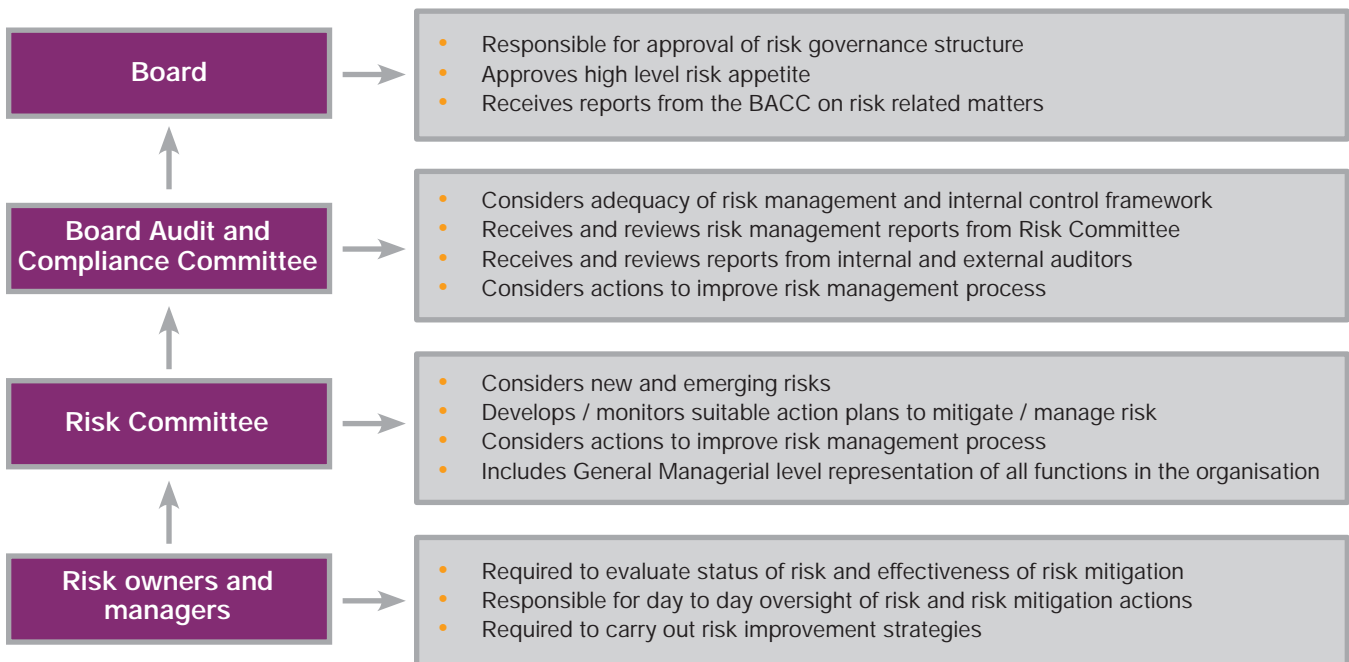 Board
• Responsible for approval of risk governance structure
• Approves high level risk appetite
• Receives reports from the BACC on risk related matters
Board Audit and
Compliance Committee
• Considers adequacy of risk management and internal control framework
• Receives and reviews risk management reports from Risk Committee
• Receives and reviews reports from internal and external auditors
• Considers actions to improve risk management process
Risk Committee
• Considers new and emerging risks
• Develops / monitors suitable action plans to mitigate / manage risk
• Considers actions to improve risk management process
• Includes General Managerial level representation of all functions in the organisation
Risk owners and
managers
• Required to evaluate status of risk and effectiveness of risk mitigation
• Responsible for day to day oversight of risk and risk mitigation actions
• Required to carry out risk improvement strategies